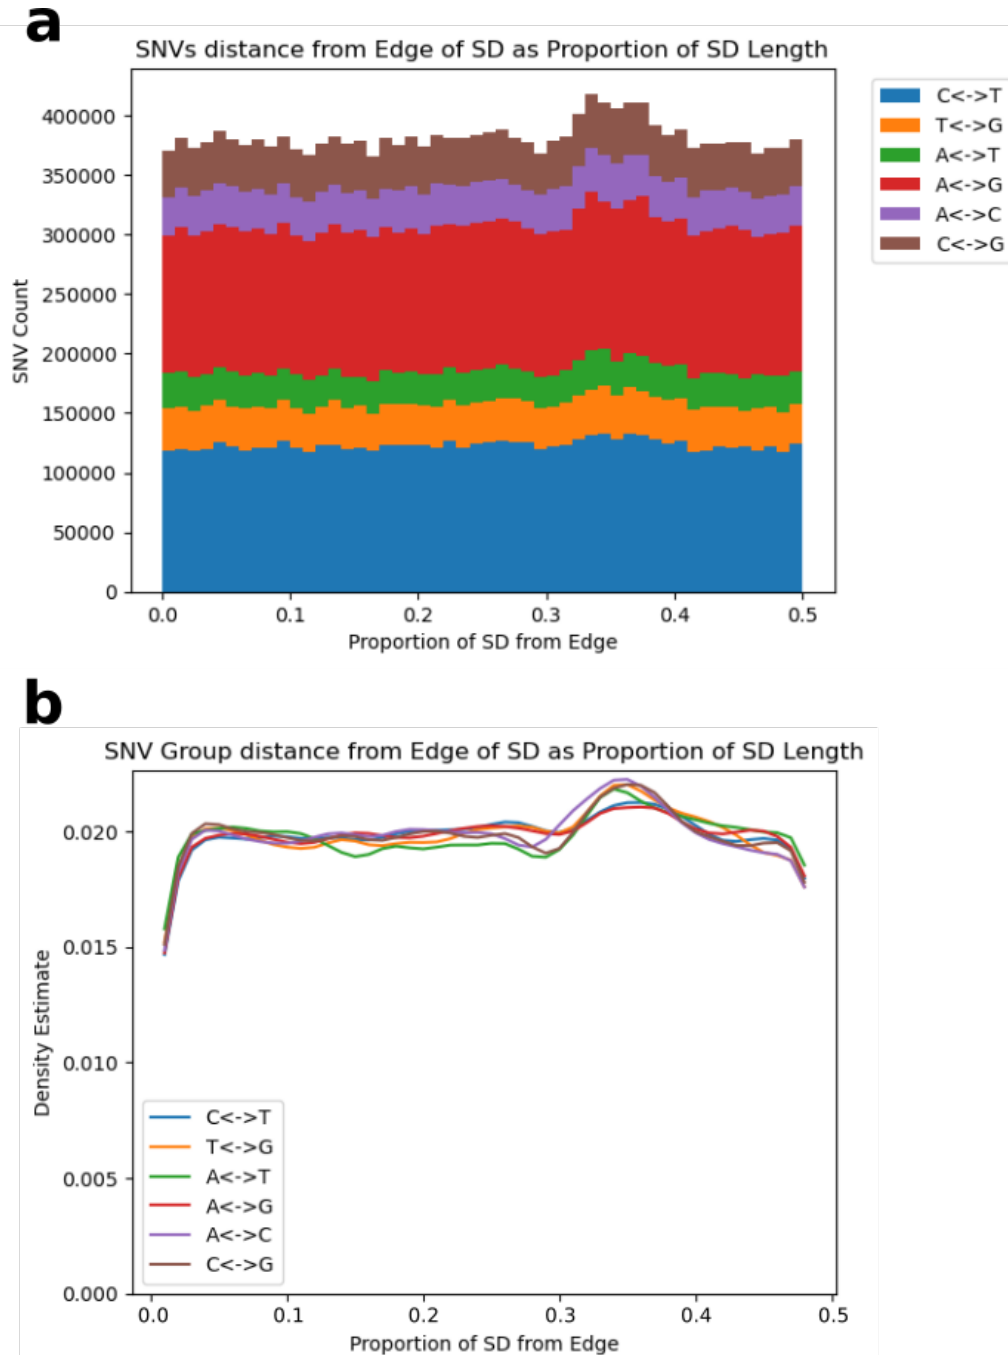 a
SNVs distance from Edge of SD as Proportion of SD Length
400000
350000
300000
250000
200000
150000
100000
50000
0
SNV Count
0.0 0.1 0.2 0.3 0.4 0.5
Proportion of SD from Edge
C<->T
T<->G
A<->T
A<->G
A<->C
C<->G
b
SNV Group distance from Edge of SD as Proportion of SD Length
0.020
0.015
0.010
0.005
0.000
Density Estimate
C<->T
T<->G
A<->T
A<->G
A<->C
C<->G
0.0 0.1 0.2 0.3 0.4 0.5
Proportion of SD from Edge